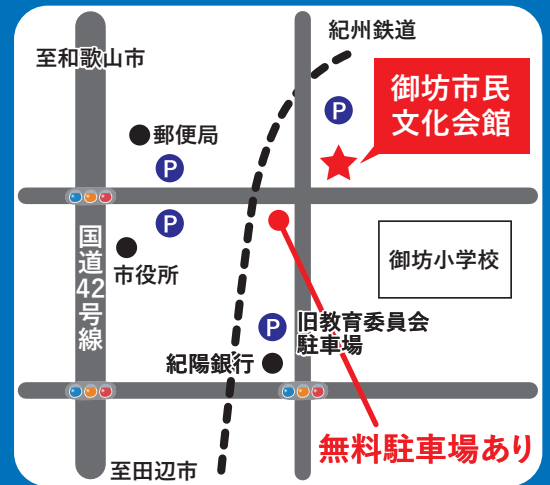 紀州鉄道
至和歌山市
御坊市民
文化会館
P
郵便局
P
P
国道42号線
市役所
御坊小学校
P
旧教育委員会
駐車場
紀陽銀行
無料駐車場あり
至田辺市